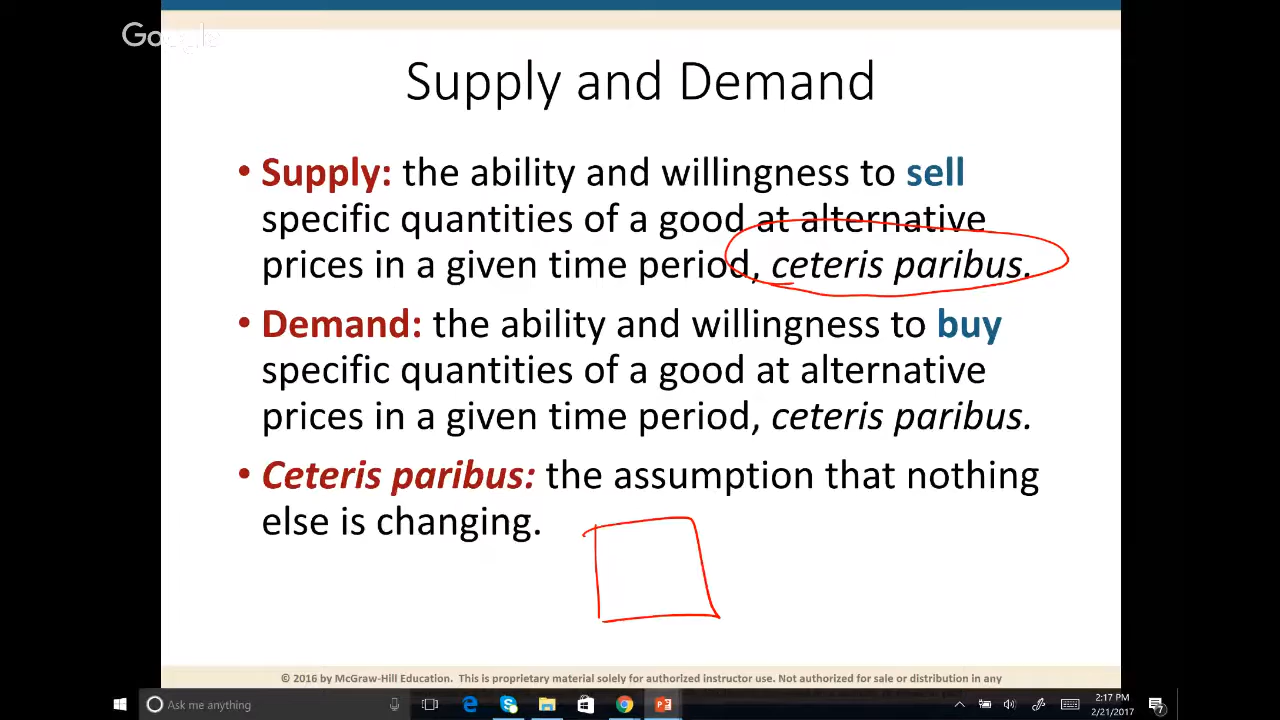 Google
Supply and Demand
• Supply: the ability and willingness to sell
specific quantities of a good at alternative
prices in a given time period, ceteris paribus.
• Demand: the ability and willingness to buy
specific quantities of a good at alternative
prices in a given time period, ceteris paribus.
• Ceteris paribus: the assumption that nothing
else is changing.
© 2016 by McGraw-Hill Education. This is proprietary material solely for authorized instructor use. Not authorized for sale or distribution in any
Ask me anything
2:17 PM
2/21/2017
7